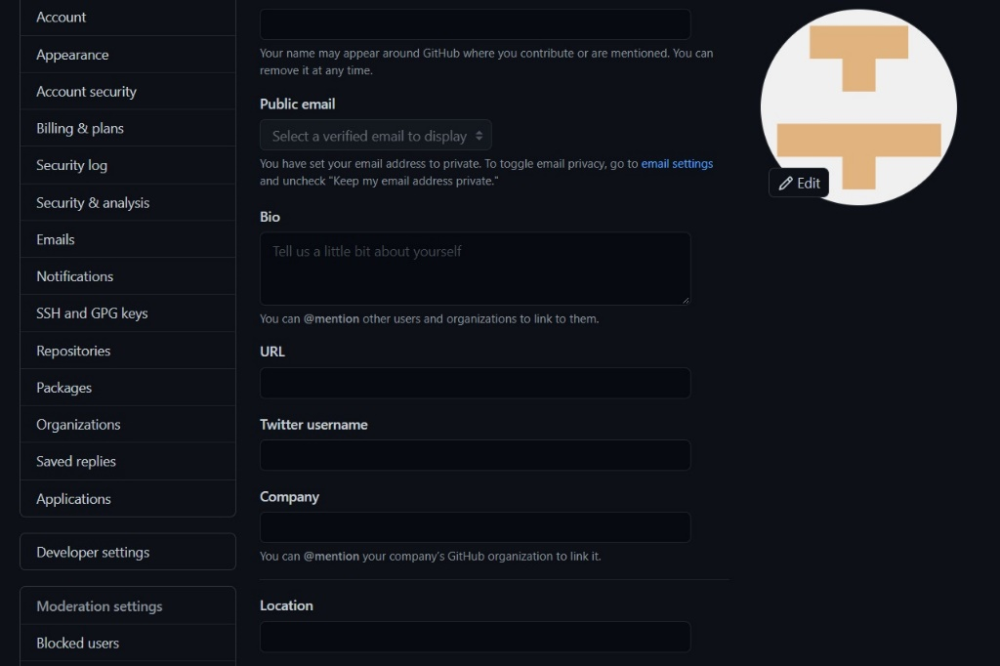 Account
Appearance
Account security
Billing & plans
Security log
Security & analysis
Emails
Notifications
SSH and GPG keys
Repositories
Packages
Organizations
Saved replies
Applications
Developer settings
Moderation settings
Blocked users
Your name may appear around GitHub where you contribute or are mentioned. You can
remove it at any time.
Public email
Select a verified email to display
You have set your email address to private. To toggle email privacy, go to email settings
and uncheck "Keep my email address private."
Bio
Tell us a little bit about yourself
You can @mention other users and organizations to link to them.
URL
Twitter username
Company
You can @mention your company's GitHub organization to link it.
Location
Edit